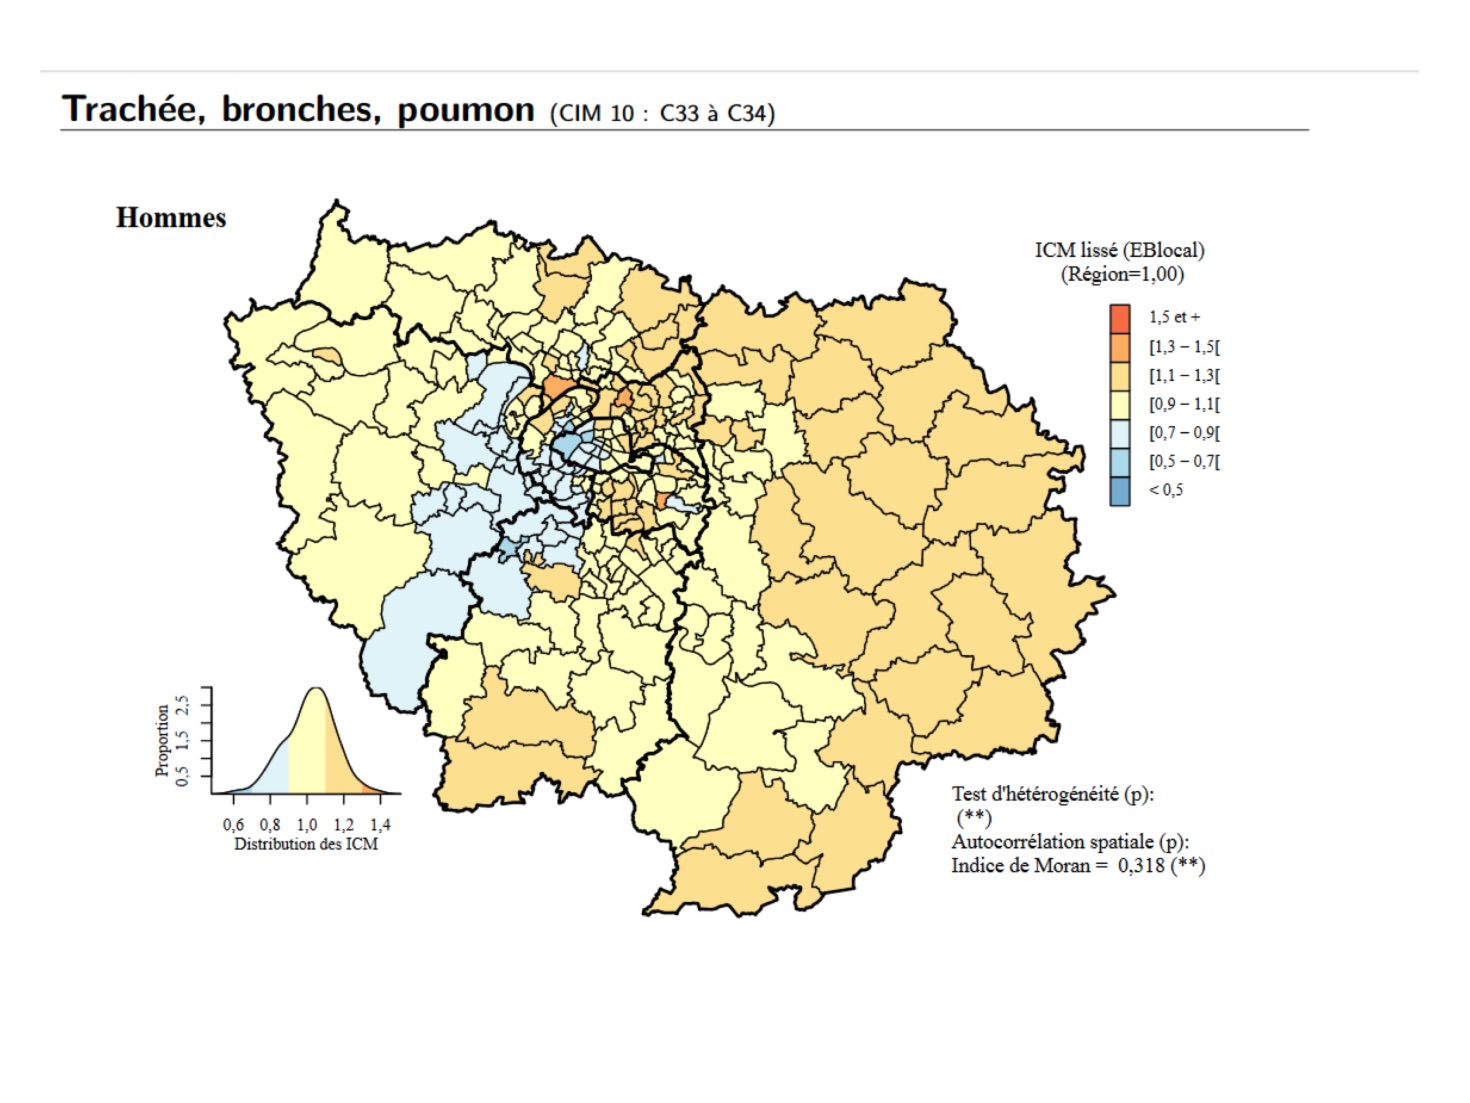 Trachée, bronches, poumon (CIM 10 : C33 à C34)
Hommes
ICM lissé (EBlocal)
(Région=1,00)
1,5 et +
[1,3 – 1,5[
[1,1 – 1,3[
[0,9 – 1,1[
[0,7 – 0,9[
[0,5 – 0,7[
< 0,5
Proportion
2,5
1,5
0,5
0,6 0,8 1,0 1,2 1,4
Distribution des ICM
Test d'hétérogénéité (p):
(**)
Autocorrélation spatiale (p):
Indice de Moran = 0,318 (**)